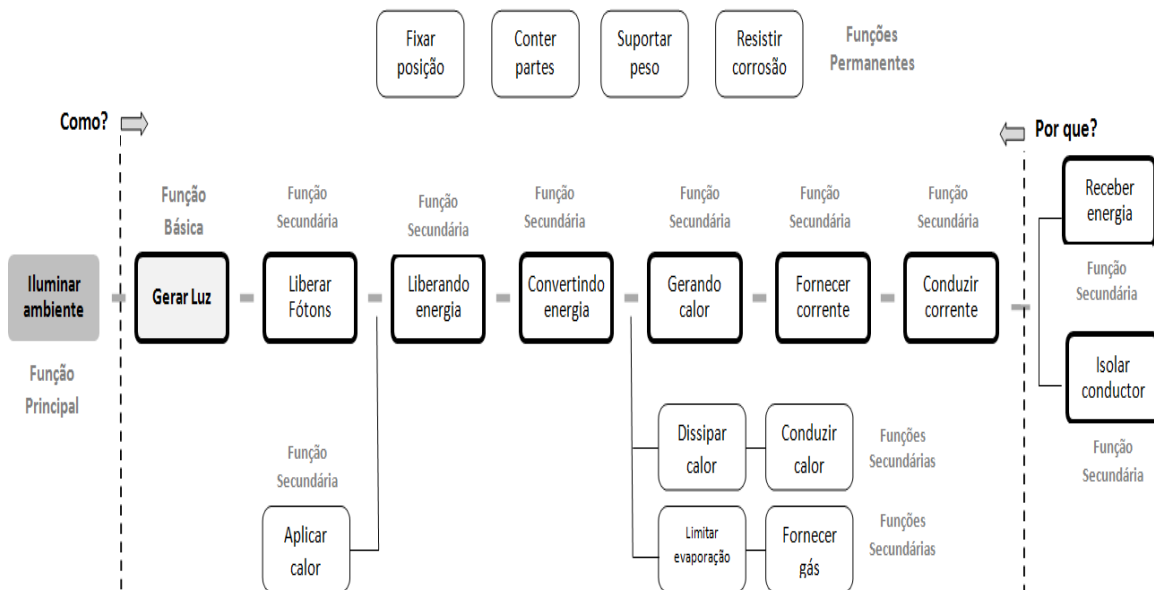 Fixar
posição
Conter
partes
Suportar
peso
Resistir
corrosão
Funções
Permanentes
Como?
Por que?
Função
Básica
Função
Secundária
Função
Secundária
Função
Secundária
Função
Secundária
Função
Secundária
Função
Secundária
Receber
energia
Função
Secundária
Iluminar
ambiente
Gerar Luz
Liberar
Fótons
Liberando
energia
Convertindo
energia
Gerando
calor
Fornecer
corrente
Conduzir
corrente
Função
Principal
Isolar
conductor
Função
Secundária
Função
Secundária
Dissipar
calor
Conduzir
calor
Funções
Secundárias
Aplicar
calor
Limitar
evaporação
Fornecer
gás
Funções
Secundárias